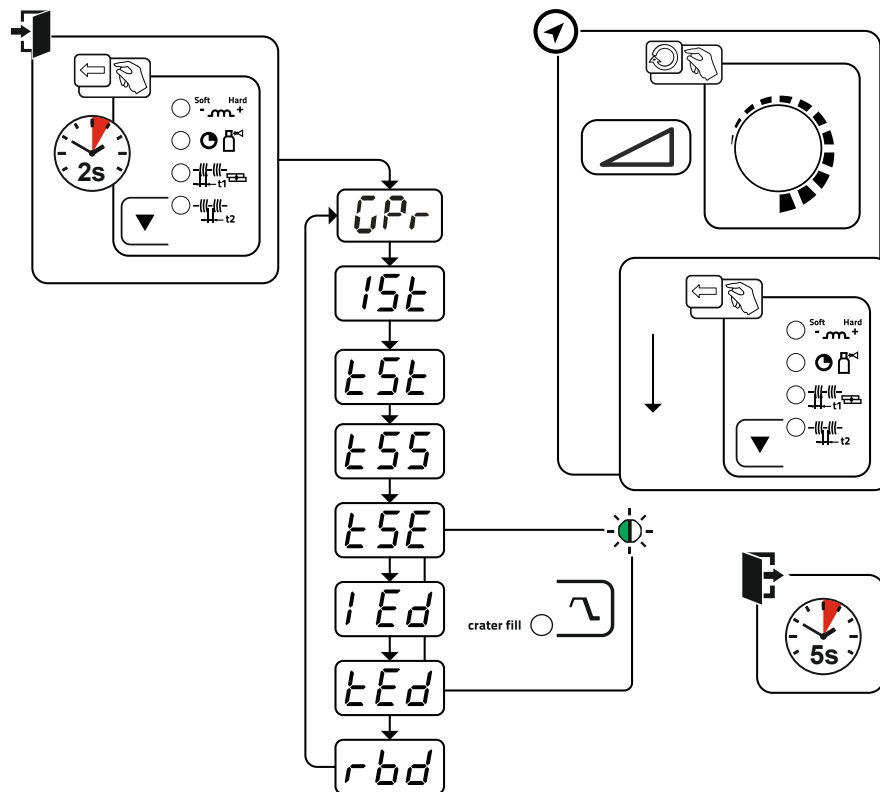 Soft Hard
- +
2s
t1
t2
GPr
ISt
tSt
tSS
tSE
IEd
tEd
rbd
crater fill
Soft Hard
- +
t1
t2
5s